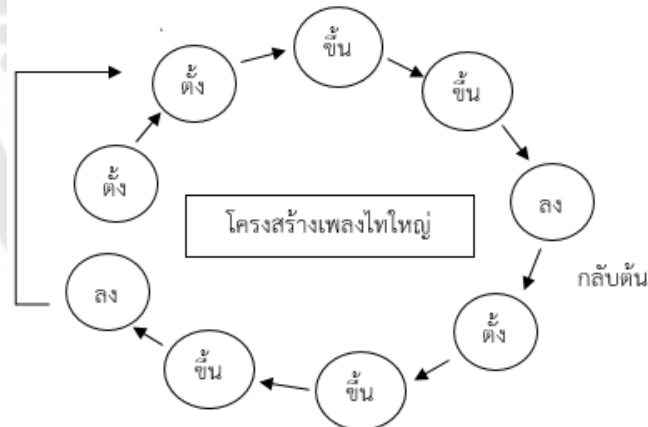 ตั้ง
ตั้ง
ขึ้น
ขึ้น
ลง
กลับต้น
ตั้ง
ขึ้น
ขึ้น
ลง
โครงสร้างเพลงไทใหญ่